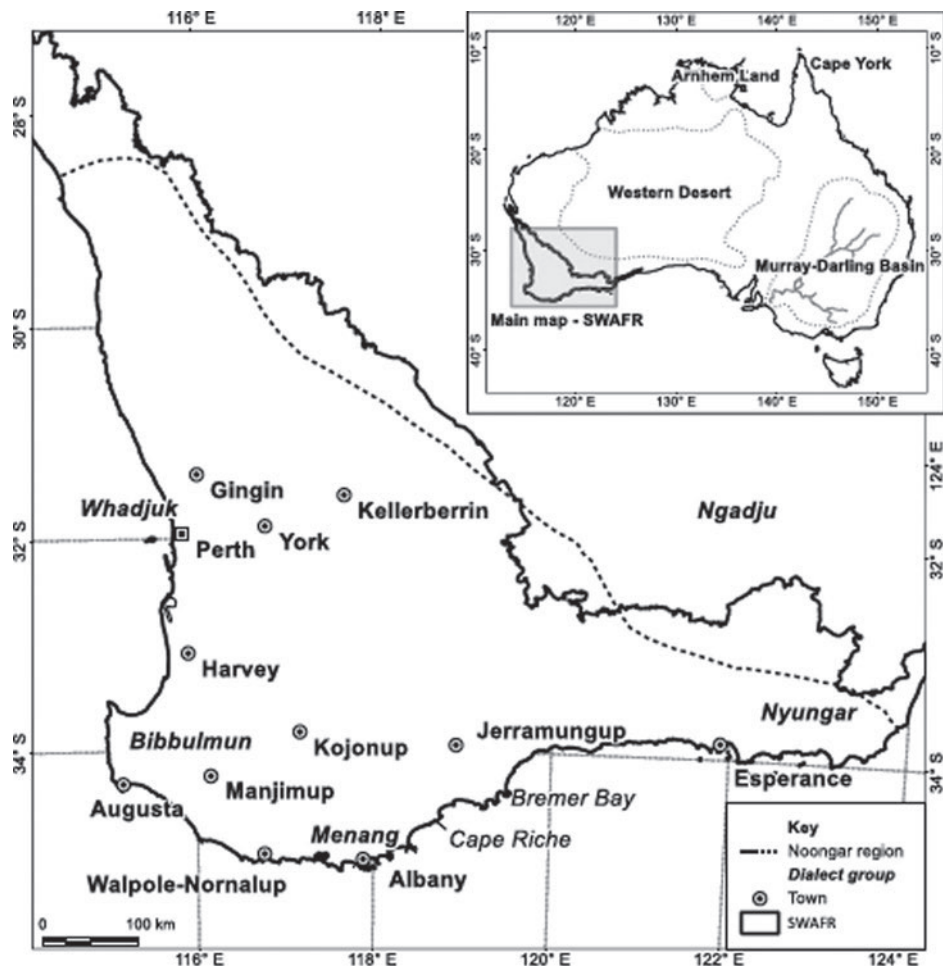 116° E
118° E
120° E
130° E
140° E
150° E
10° S
20° S
30° S
40° S
10° S
20° S
30° S
40° S
Cape York
Arnhem Land
Western Desert
Murray-Darling Basin
Main map - SWAFR
120° E
130° E
140° E
150° E
28° S
30° S
32° S
34° S
124° E
32° S
34° S
Gingin
Kellerberrin
Whadjuk
Perth
York
Ngadju
Harvey
Nyungar
Bibbulmun
Kojonup
Jerramungup
Manjimup
Esperance
Augusta
Bremer Bay
Menang
Cape Riche
Walpole-Nornalup
Albany
Key
Noongar region
Dialect group
Town
SWAFR
0
100 km
116° E
118° E
120° E
122° E
124° E